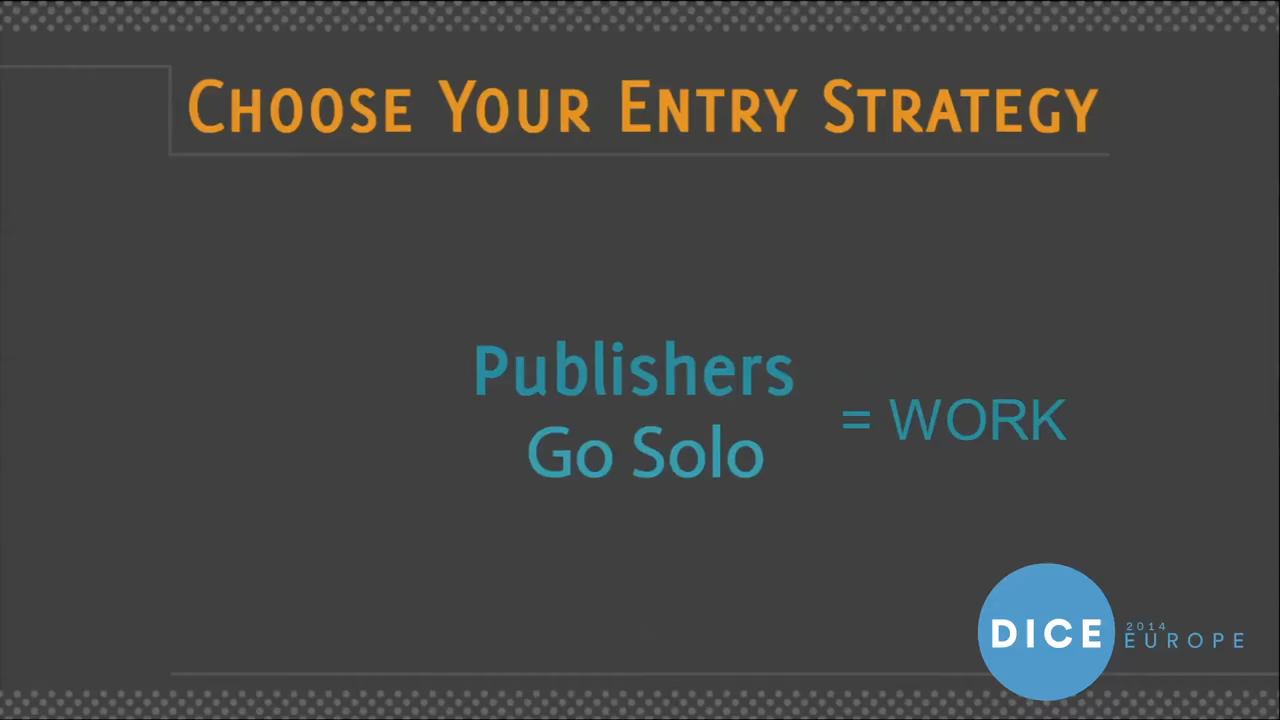 CHOOSE YOUR ENTRY STRATEGY
Publishers
Go Solo
= WORK
DICE
2014
EUROPE